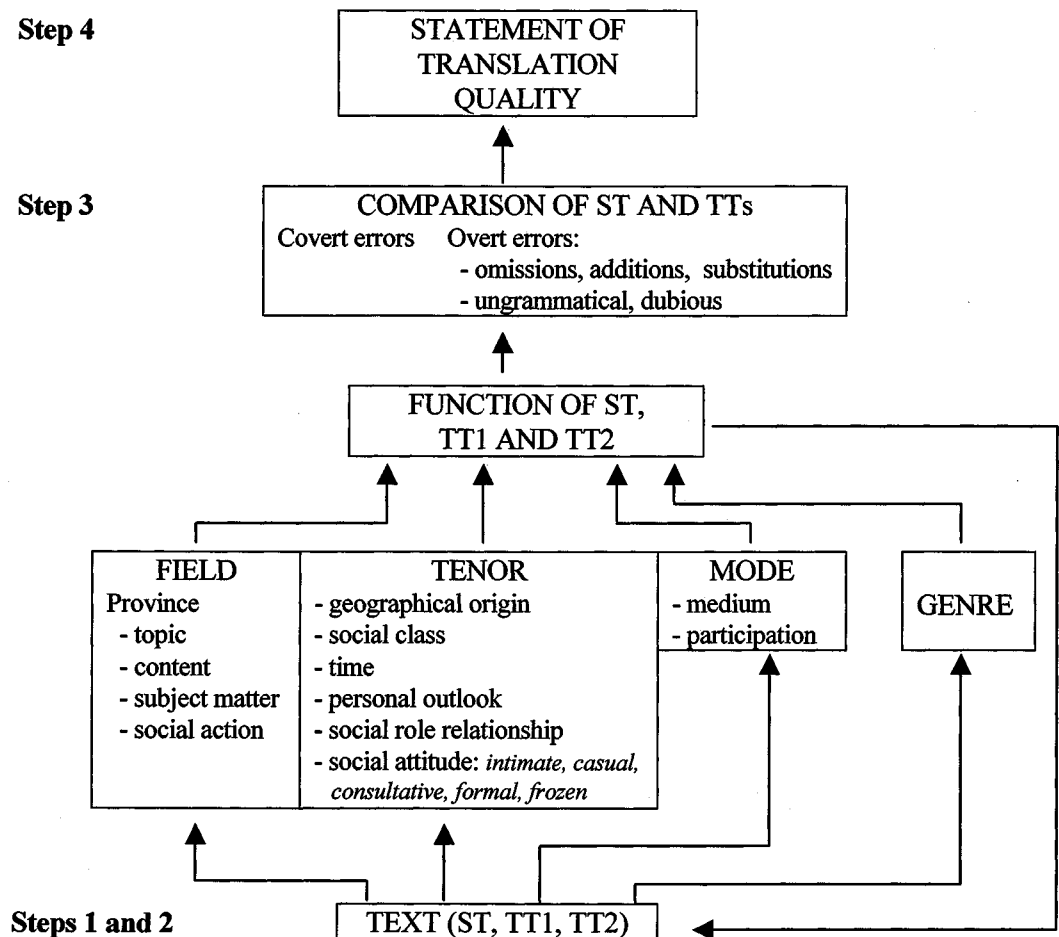 Step 4
STATEMENT OF
TRANSLATION
QUALITY
Step 3
COMPARISON OF ST AND TTs
Covert errors Overt errors:
- omissions, additions, substitutions
- ungrammatical, dubious
FUNCTION OF ST,
TT1 AND TT2
FIELD
Province
- topic
- content
- subject matter
- social action
TENOR
- geographical origin
- social class
- time
- personal outlook
- social role relationship
- social attitude: intimate, casual,
consultative, formal, frozen
MODE
- medium
- participation
GENRE
Steps 1 and 2
TEXT (ST, TT1, TT2)